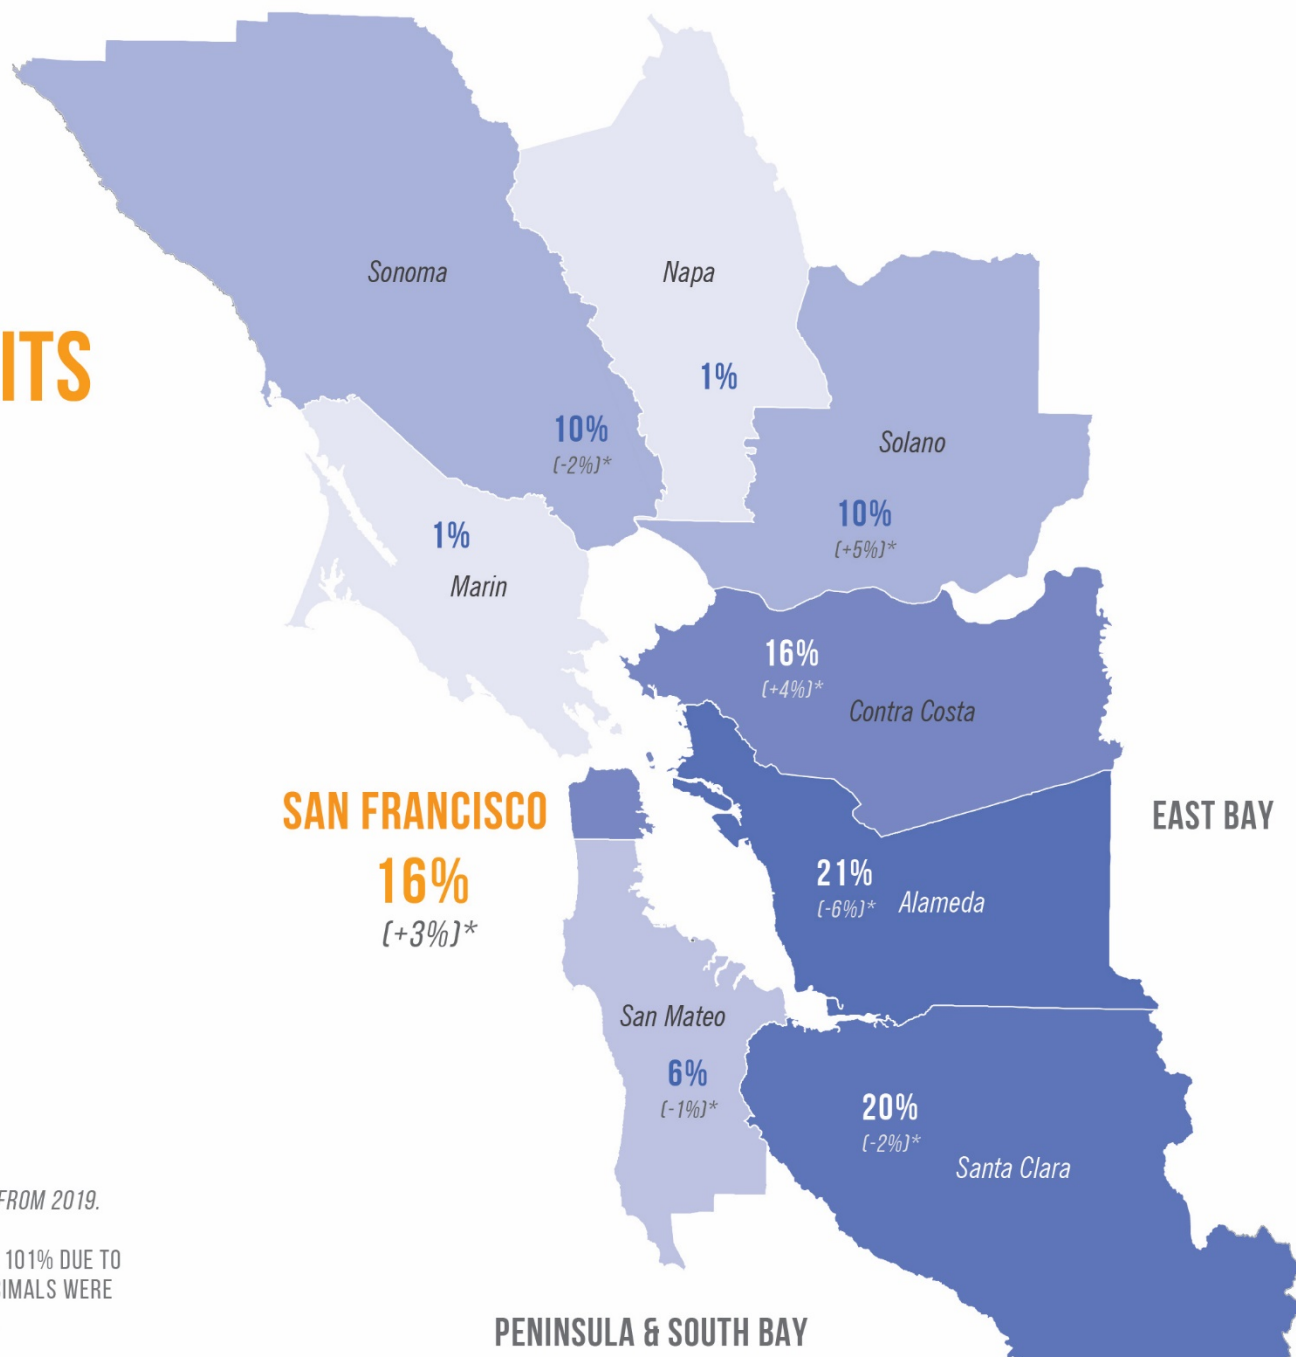 Sonoma
10%
(-2%)*
Napa
1%
ITS
Solano
10%
(+5%)*
1%
Marin
16%
(+4%)*
Contra Costa
SAN FRANCISCO
16%
(+3%)*
EAST BAY
21%
(-6%)*
Alameda
San Mateo
6%
(-1%)*
20%
(-2%)*
Santa Clara
FROM 2019.
101% DUE TO
IMALS WERE
PENINSULA & SOUTH BAY